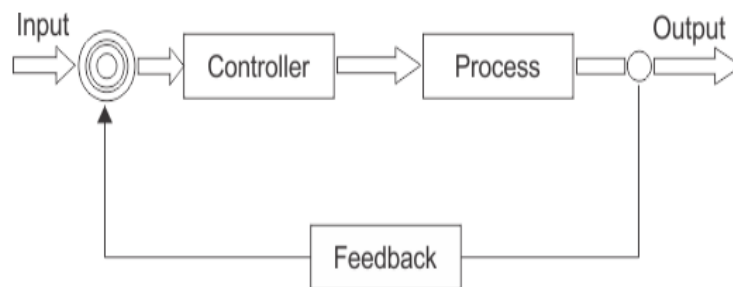 Input
Controller
Process
Output
Feedback